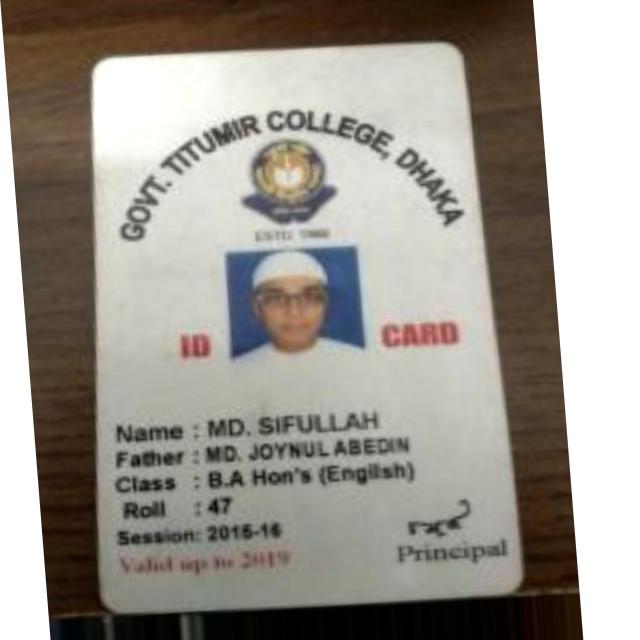 GOVT. TITUMIR COLLEGE, DHAKA
ESTD. 1968
ID CARD
Name : MD. SIFULLAH
Father : MD. JOYNUL ABEDIN
Class : B.A Hon's (English)
Roll : 47
Session: 2015-16
Valid up to 2019
Principal